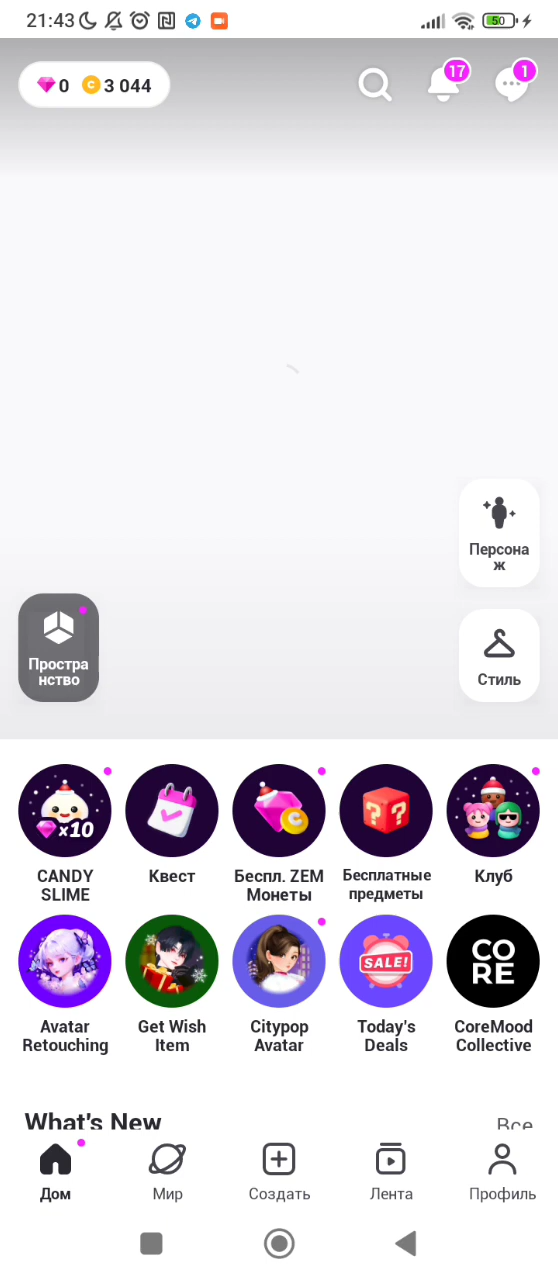 21:43
50
0
C
3 044
17
1
Персона
ж
Простра
нство
Стиль
x10
C
? ?
SALE!
CO
RE
CANDY
SLIME
Квест
Беспл. ZEM
Монеты
Бесплатные
предметы
Клуб
Avatar
Retouching
Get Wish
Item
Citypop
Avatar
Today's
Deals
CoreMood
Collective
What's New
Все
Дом
Мир
Создать
Лента
Профиль